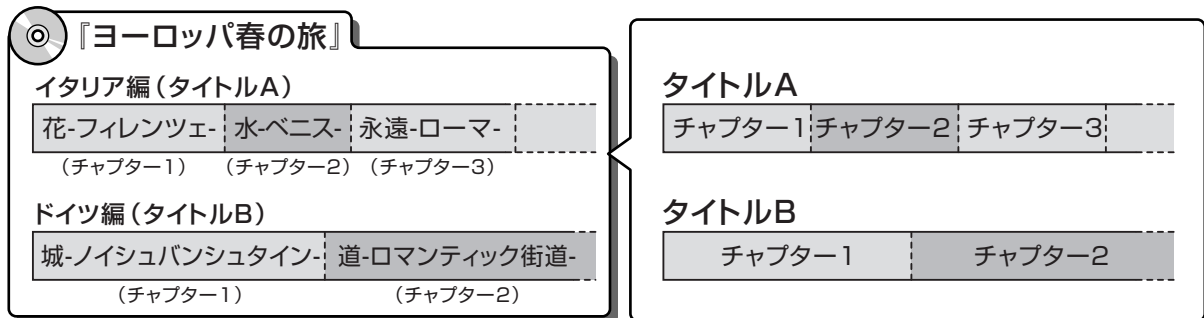 『ヨーロッパ春の旅』
イタリア編（タイトルA）
花-フィレンツェ- 水-ベニス- 永遠-ローマ-
（チャプター1） （チャプター2） （チャプター3）
ドイツ編（タイトルB）
城-ノイシュバンシュタイン- 道-ロマンティック街道-
（チャプター1） （チャプター2）
タイトルA
チャプター1 チャプター2 チャプター3
タイトルB
チャプター1 チャプター2